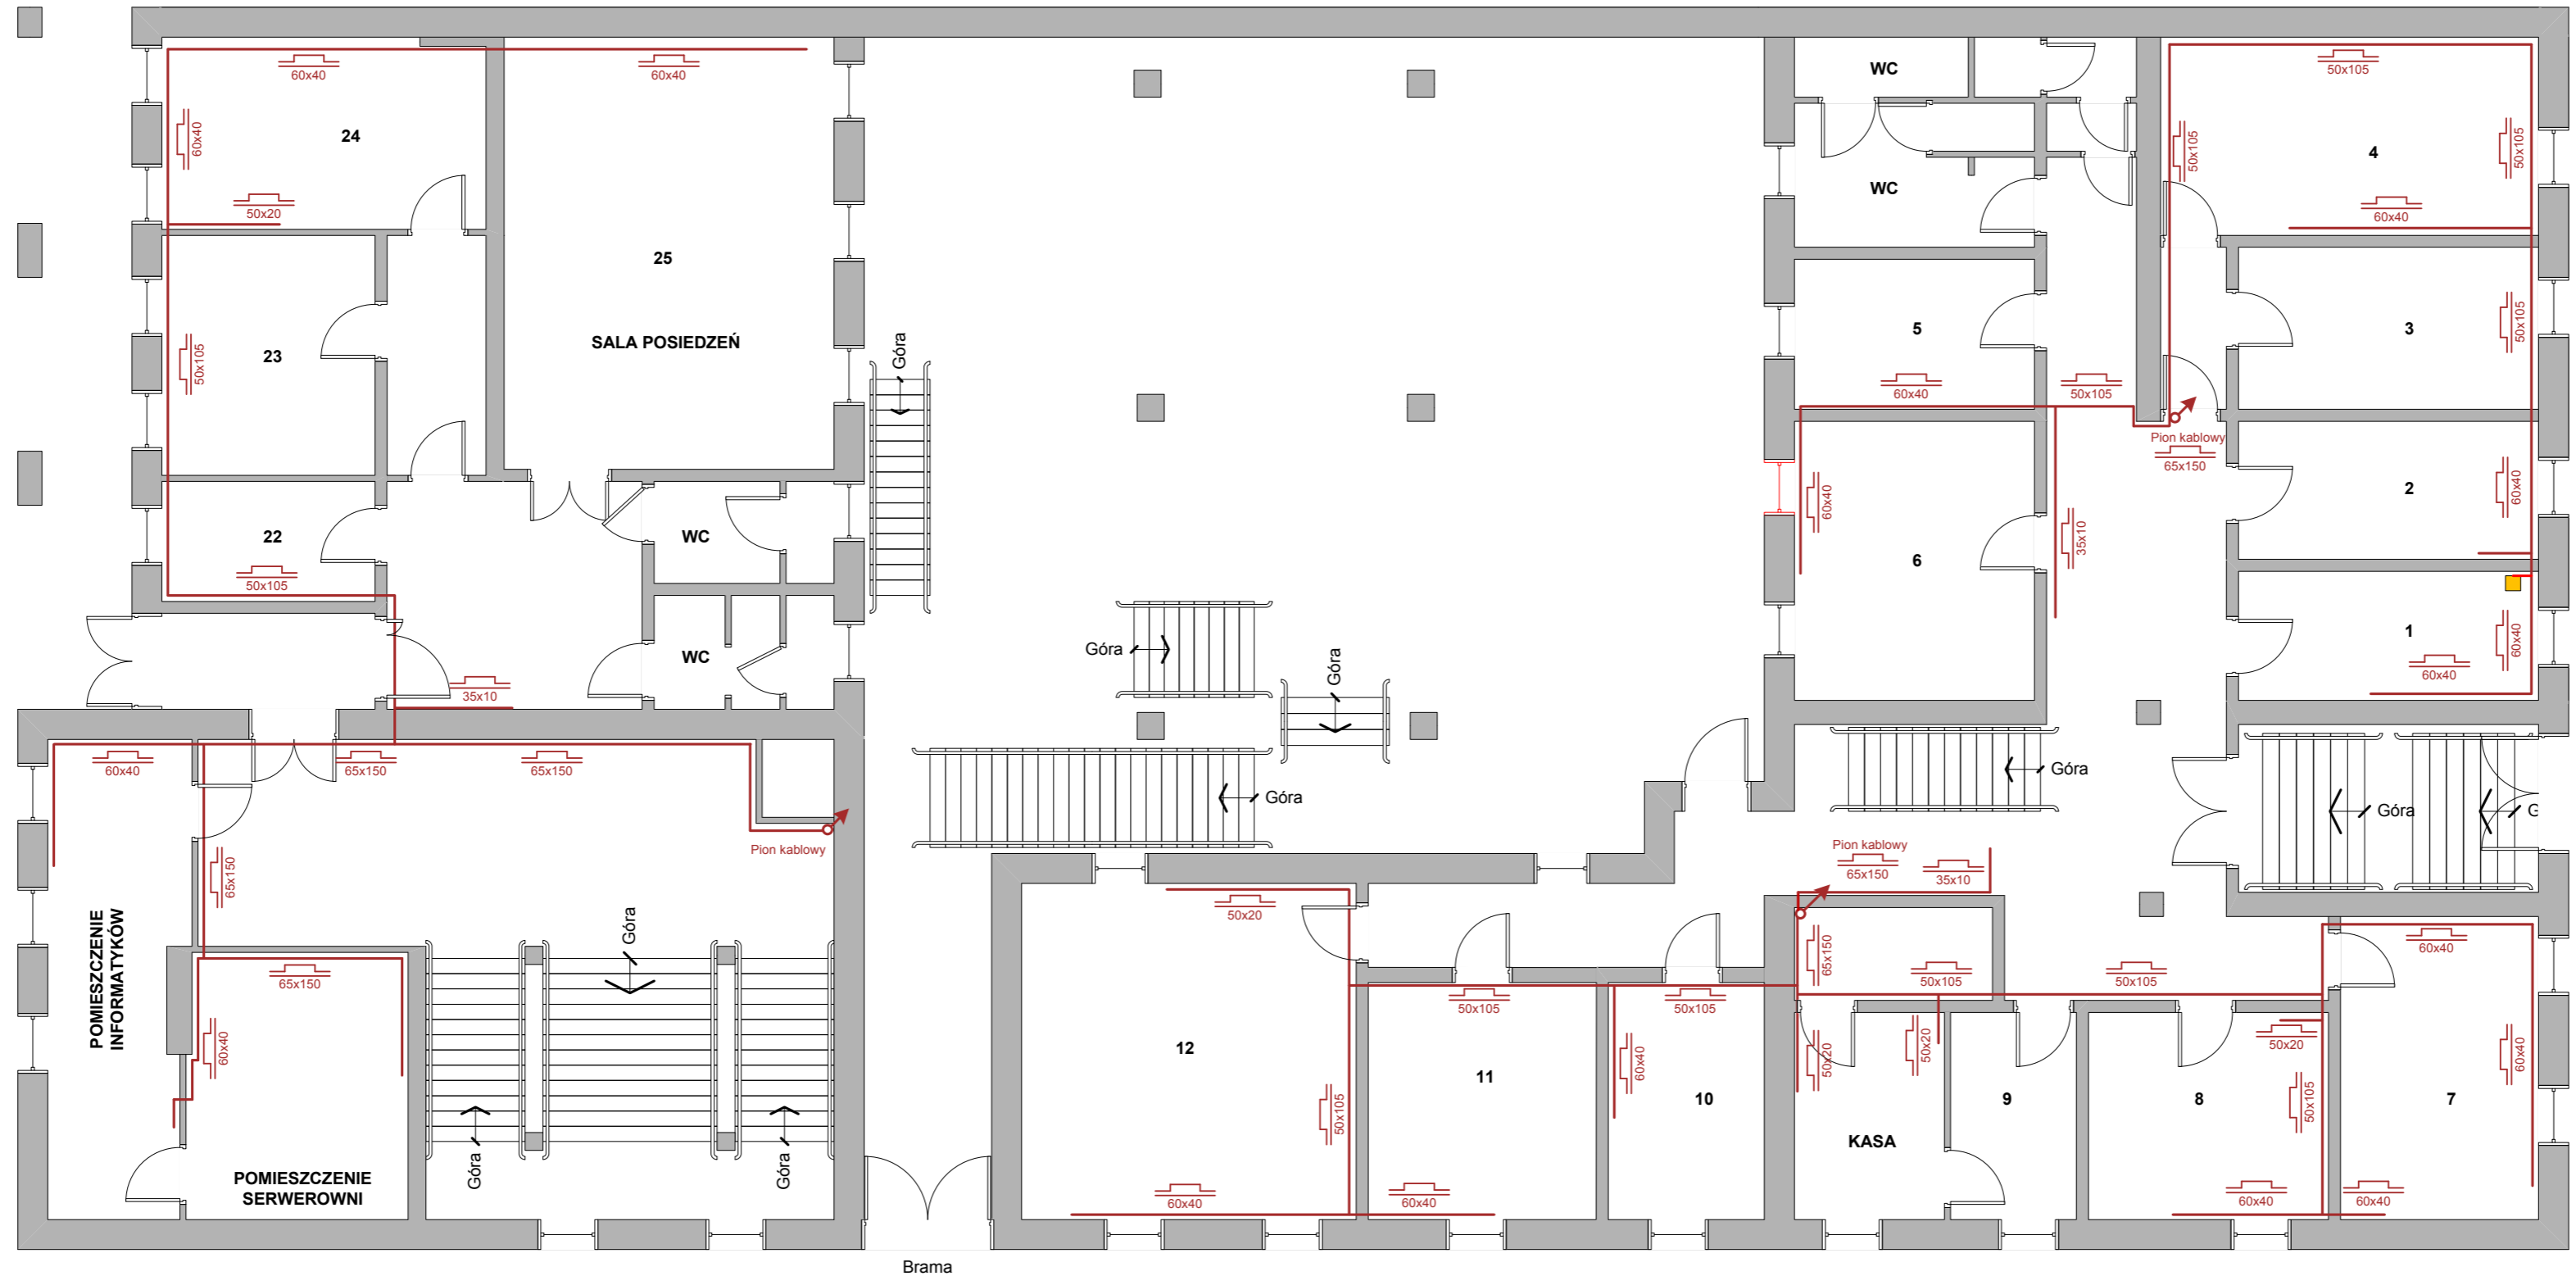 60x40
60x40
WC
50x105
60x40
24
50x105
4
50x105
50x20
WC
60x40
25
SALA POSIEDZEŃ
Góra
5
3
50x105
23
50x105
60x40
50x105
Pion kablowy
65x150
60x40
2
60x40
22
WC
35x10
6
50x105
WC
Góra
Góra
1
60x40
60x40
35x10
60x40
65x150
65x150
Góra
Góra
Góra
G
Pion kablowy
Pion kablowy
65x150
35x10
65x150
POMIESZCZENIE
INFORMATYKÓW
Góra
50x20
60x40
65x150
65x150
50x105
50x105
50x105
50x105
60x40
60x40
50x20
50x20
50x20
60x40
12
11
10
9
8
7
50x105
50x105
KASA
POMIESZCZENIE
SERWEROWNI
Góra
Góra
60x40
60x40
60x40
60x40
Brama